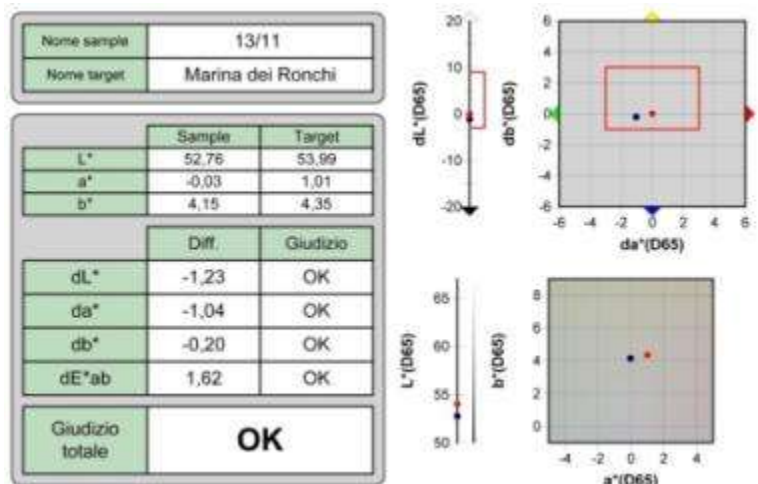 Nome sample 13/11
Nome target Marina dei Ronchi
Sample Target
L* 52,76 53,99
a* -0,03 1,01
b* 4,15 4,35
Diff. Giudizio
dL* -1,23 OK
da* -1,04 OK
db* -0,20 OK
dE*ab 1,62 OK
Giudizio
totale
OK
20
10
0
-10
-20
dL*(D65)
6
4
2
0
-2
-4
-6
db*(D65)
-6 -4 -2 0 2 4 6
da*(D65)
65
60
55
50
L*(D65)
8
6
4
2
0
b*(D65)
-4 -2 0 2 4
a*(D65)